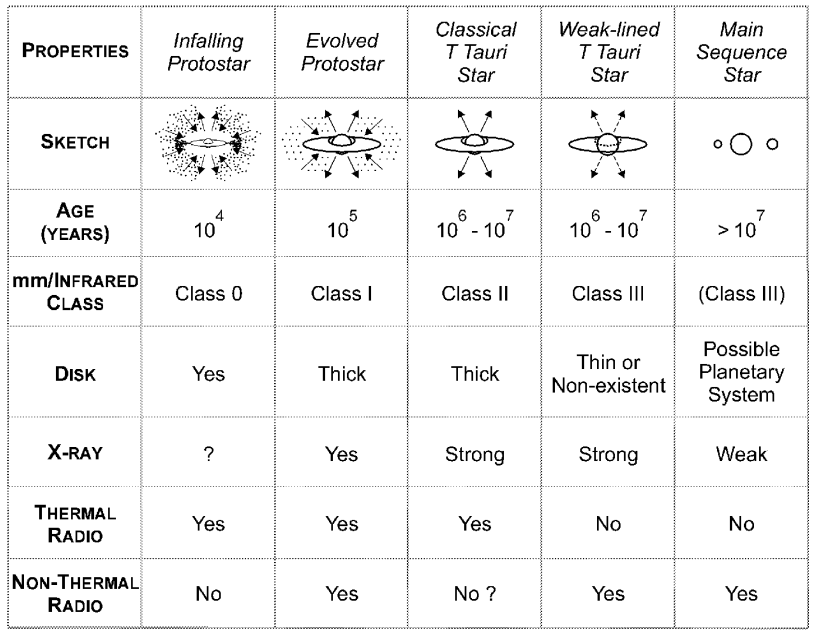 PROPERTIES
Infalling
Protostar
Evolved
Protostar
Classical
T Tauri
Star
Weak-lined
T Tauri
Star
Main
Sequence
Star
SKETCH
AGE
(YEARS)
10^4
10^5
10^6 - 10^7
10^6 - 10^7
> 10^7
mm/INFRARED
CLASS
Class 0
Class I
Class II
Class III
(Class III)
DISK
Yes
Thick
Thick
Thin or
Non-existent
Possible
Planetary
System
X-RAY
?
Yes
Strong
Strong
Weak
THERMAL
RADIO
Yes
Yes
Yes
No
No
NON-THERMAL
RADIO
No
Yes
No ?
Yes
Yes